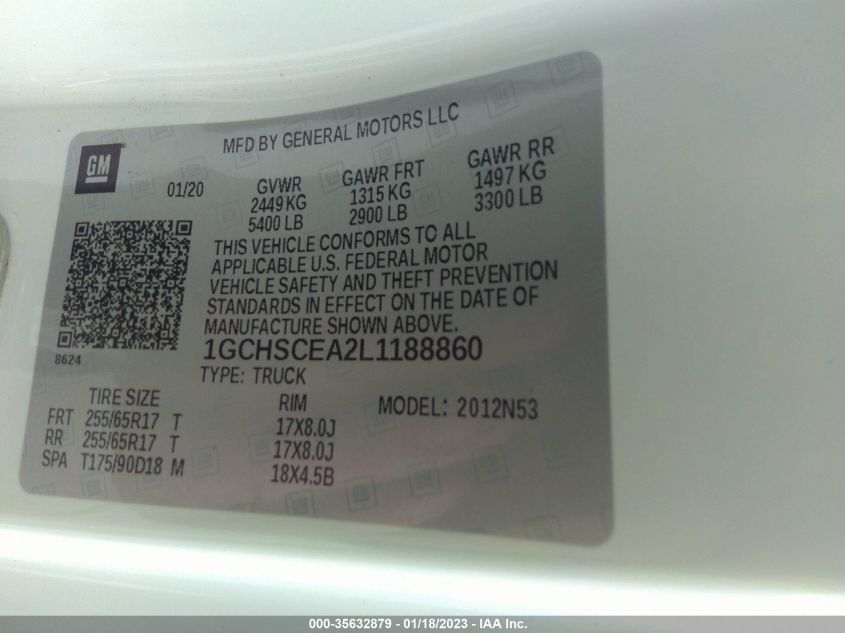 MFD BY GENERAL MOTORS LLC
GM
01/20
GVWR GAWR FRT GAWR RR
2449 KG 1315 KG 1497 KG
5400 LB 2900 LB 3300 LB
THIS VEHICLE CONFORMS TO ALL
APPLICABLE U.S. FEDERAL MOTOR
VEHICLE SAFETY AND THEFT PREVENTION
STANDARDS IN EFFECT ON THE DATE OF
MANUFACTURE SHOWN ABOVE.
8624
1GCHSCEA2L1188860
TYPE: TRUCK
TIRE SIZE RIM MODEL: 2012N53
FRT 255/65R17 T 17X8.0J
RR 255/65R17 T 17X8.0J
SPA T175/90D18 M 18X4.5B
000-35632879 - 01/18/2023 - IAA Inc.